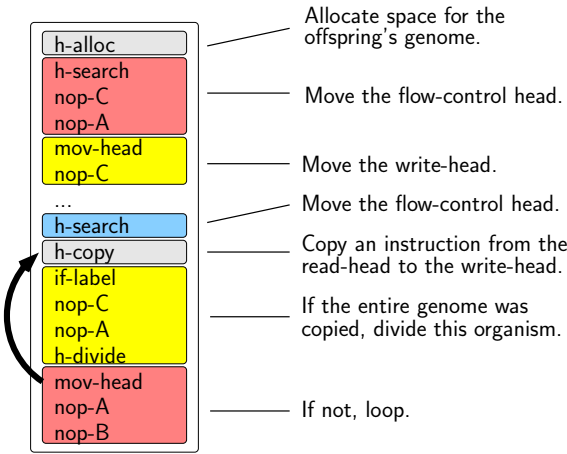 h-alloc
h-search
nop-C
nop-A
mov-head
nop-C
...
h-search
h-copy
if-label
nop-C
nop-A
h-divide
mov-head
nop-A
nop-B
Allocate space for the
offspring's genome.
Move the flow-control head.
Move the write-head.
Move the flow-control head.
Copy an instruction from the
read-head to the write-head.
If the entire genome was
copied, divide this organism.
If not, loop.